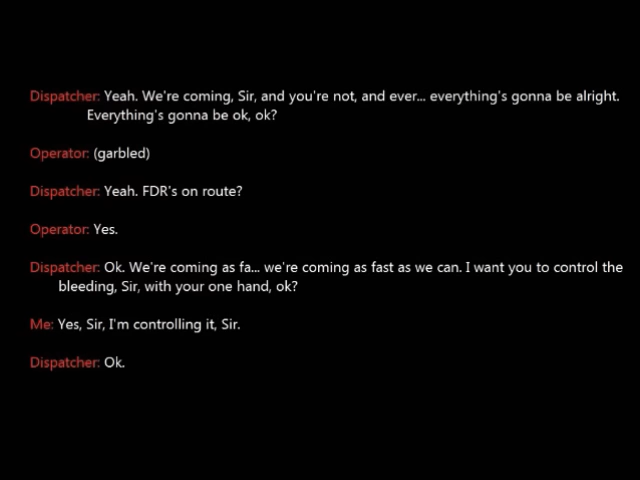 Dispatcher: Yeah. We're coming, Sir, and you're not, and ever... everything's gonna be alright.
Everything's gonna be ok, ok?
Operator: (garbled)
Dispatcher: Yeah. FDR's on route?
Operator: Yes.
Dispatcher: Ok. We're coming as fa... we're coming as fast as we can. I want you to control the
bleeding, Sir, with your one hand, ok?
Me: Yes, Sir, I'm controlling it, Sir.
Dispatcher: Ok.